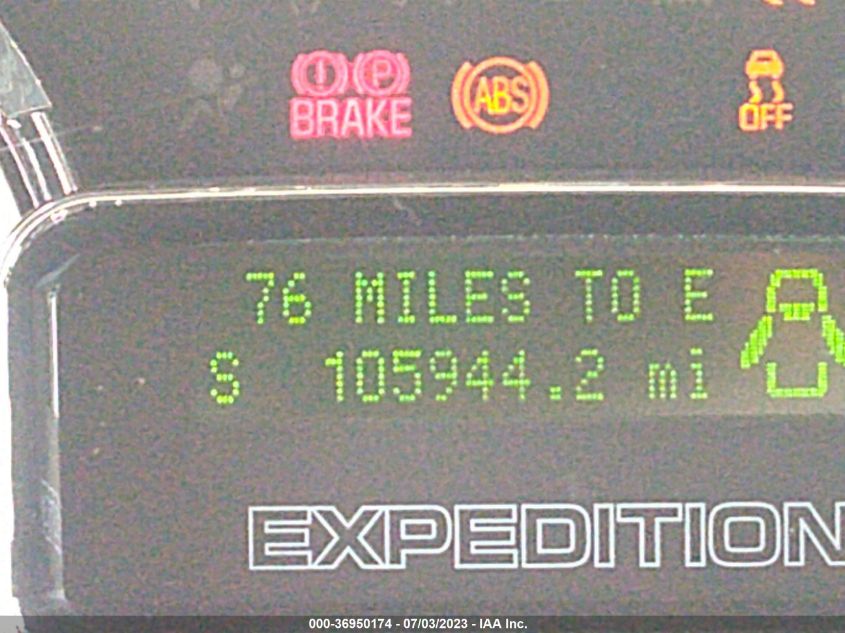 BRAKE
P
ABS
OFF
76 MILES TO E
S 105944.2 mi
EXPEDITION
000-36950174 - 07/03/2023 - IAA Inc.